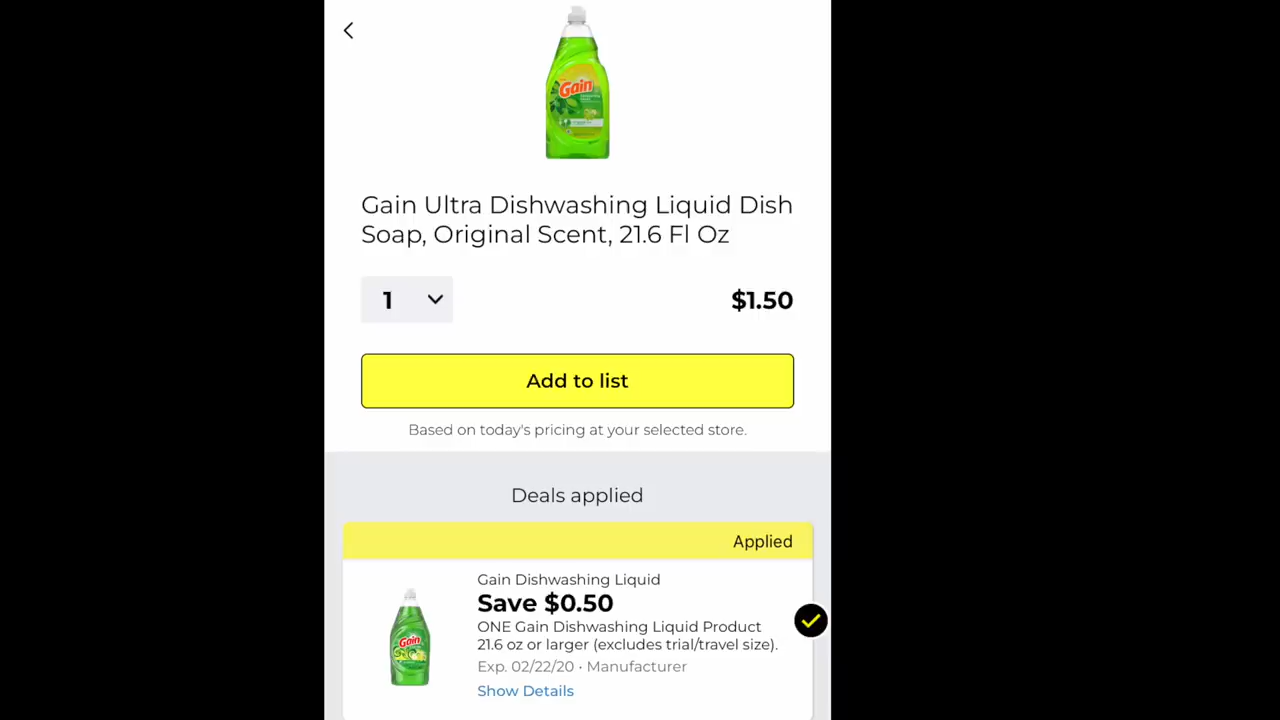 Gain
Gain Ultra Dishwashing Liquid Dish
Soap, Original Scent, 21.6 Fl Oz
1
$1.50
Add to list
Based on today's pricing at your selected store.
Deals applied
Applied
Gain Dishwashing Liquid
Save $0.50
ONE Gain Dishwashing Liquid Product
21.6 oz or larger (excludes trial/travel size).
Exp. 02/22/20 • Manufacturer
Show Details
Gain